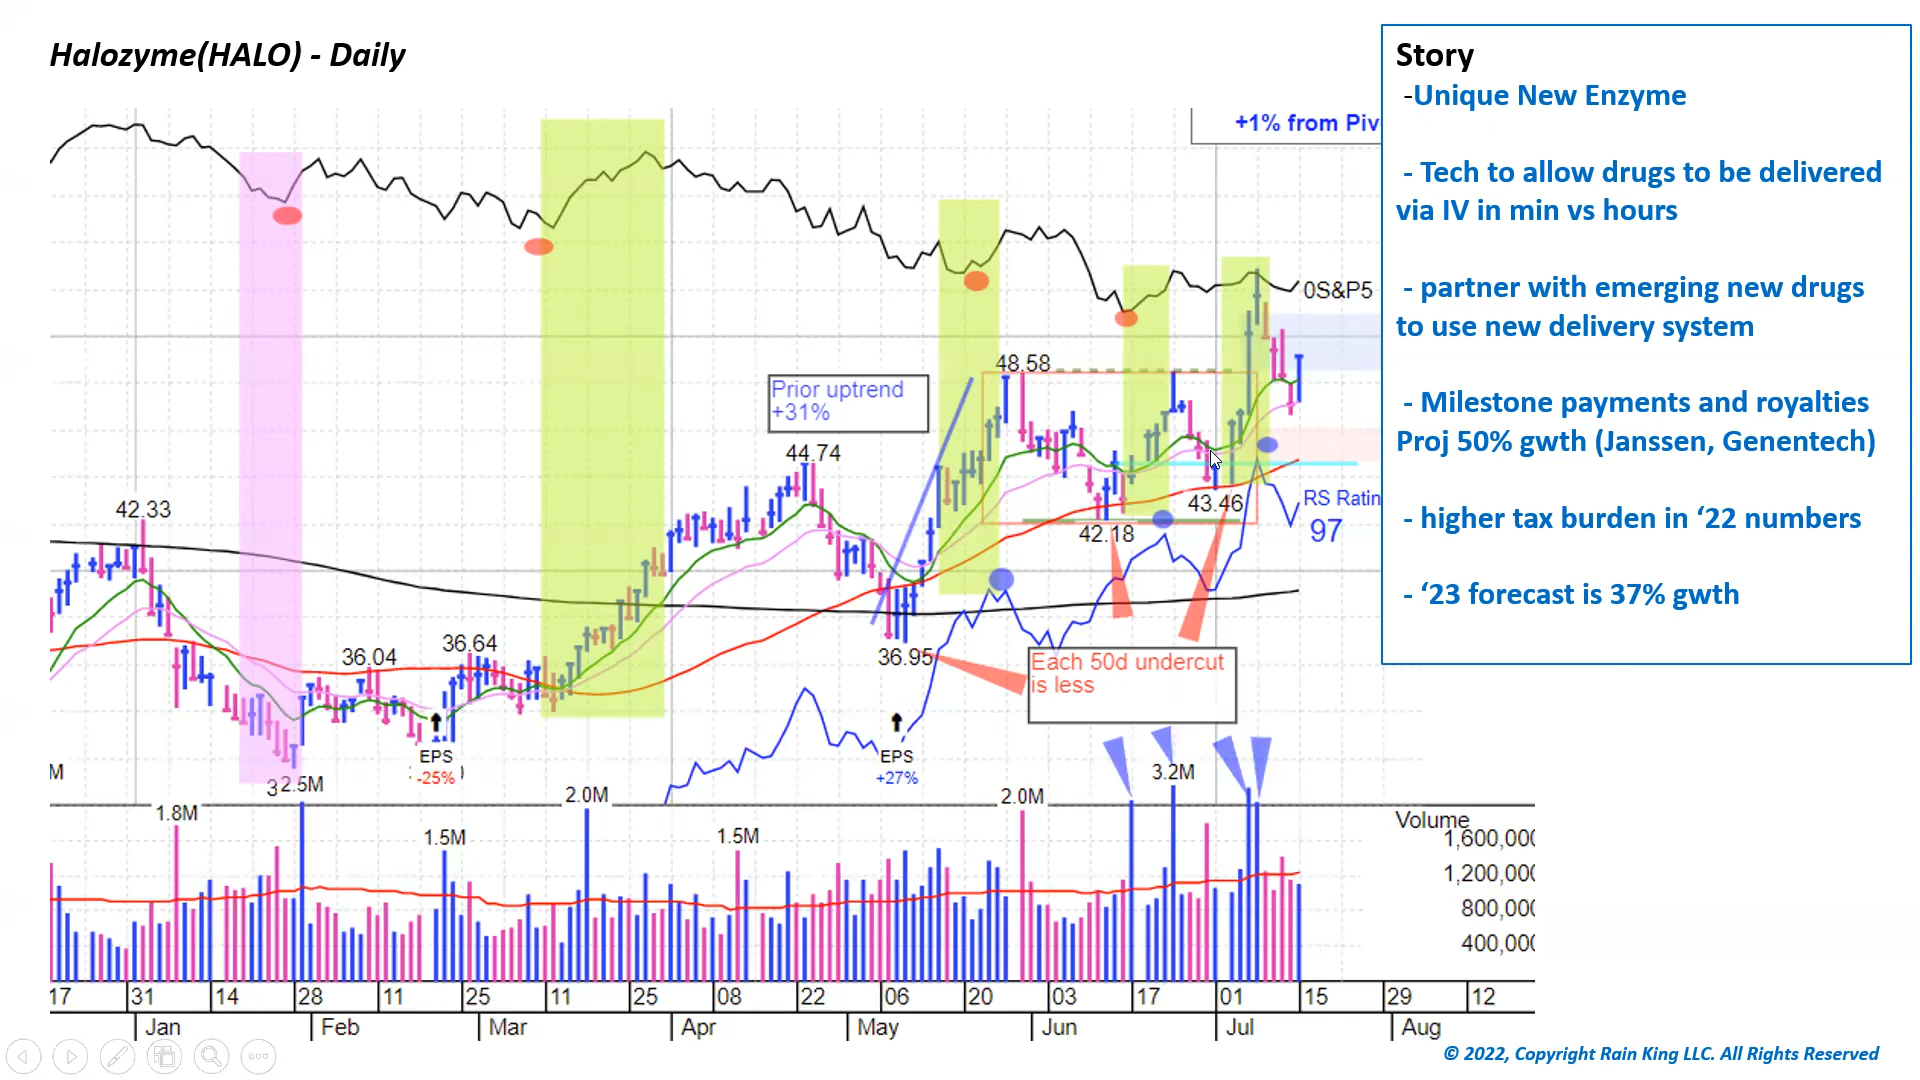 Halozyme(HALO) - Daily
Story
-Unique New Enzyme
- Tech to allow drugs to be delivered
via IV in min vs hours
- partner with emerging new drugs
to use new delivery system
- Milestone payments and royalties
Proj 50% gwth (Janssen, Genentech)
- higher tax burden in ‘22 numbers
- ‘23 forecast is 37% gwth
+1% from Piv
0S&P5
48.58
Prior uptrend
+31%
44.74
42.33
43.46
RS Ratin
97
42.18
36.64
36.04
36.95
Each 50d undercut
is less
EPS
-25%
EPS
+27%
M
32.5M
3.2M
1.8M
2.0M
2.0M
1.5M
1.5M
Volume
1,600,000
1,200,000
800,000
400,000
17 31 14 28 11 25 11 25 08 22 06 20 03 17 01 15 29 12
Jan Feb Mar Apr May Jun Jul Aug
© 2022, Copyright Rain King LLC. All Rights Reserved